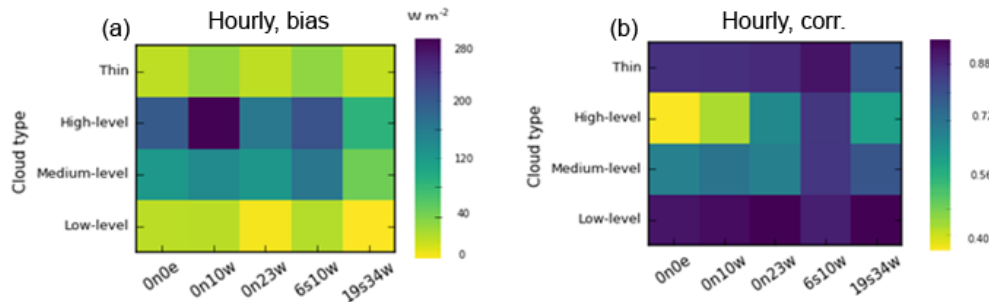 (a) Hourly, bias W m-2
Cloud type
Thin
High-level
Medium-level
Low-level
0n0e 0n10w 0n23w 6s10w 19s34w
280
200
120
40
0
(b) Hourly, corr.
Cloud type
Thin
High-level
Medium-level
Low-level
0n0e 0n10w 0n23w 6s10w 19s34w
0.88
0.72
0.56
0.40